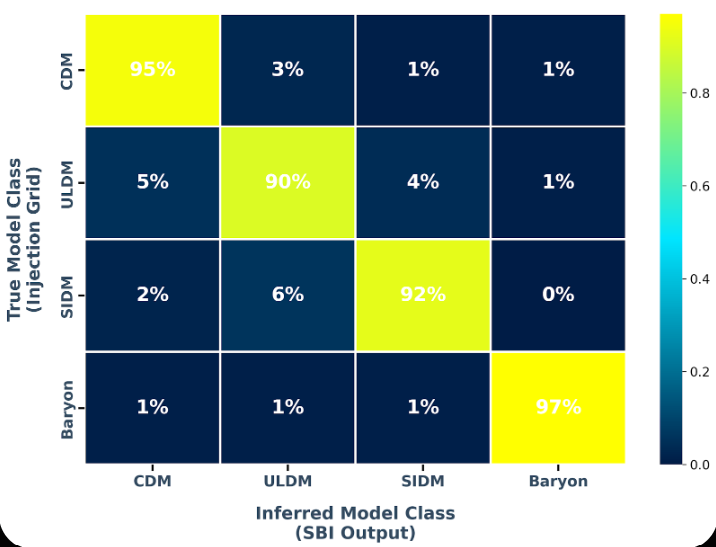 CDM
95%
3%
1%
1%
ULDM
5%
90%
4%
1%
SIDM
2%
6%
92%
0%
Baryon
1%
1%
1%
97%
True Model Class
(Injection Grid)
CDM
ULDM
SIDM
Baryon
Inferred Model Class
(SBI Output)
0.8
0.6
0.4
0.2
0.0